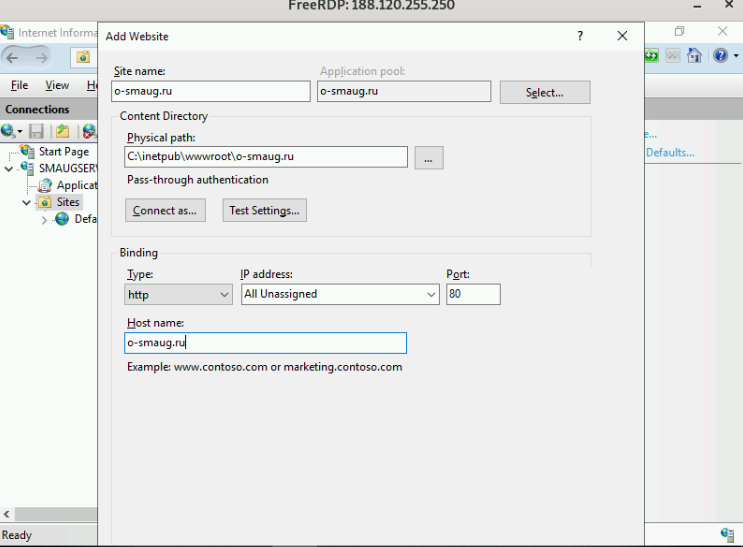 FreeRDP: 188.120.255.250
Internet Informa
Add Website
?
File View He
Connections
Start Page
SMAUGSERV
Applicat
Sites
Defa
Site name:
Application pool:
o-smaug.ru
o-smaug.ru
Select...
Content Directory
Physical path:
C:\inetpub\wwwroot\o-smaug.ru
...
Pass-through authentication
Connect as...
Test Settings...
Binding
Type:
IP address:
Port:
http
All Unassigned
80
Host name:
o-smaug.ru
Example: www.contoso.com or marketing.contoso.com
e...
Defaults...
Ready